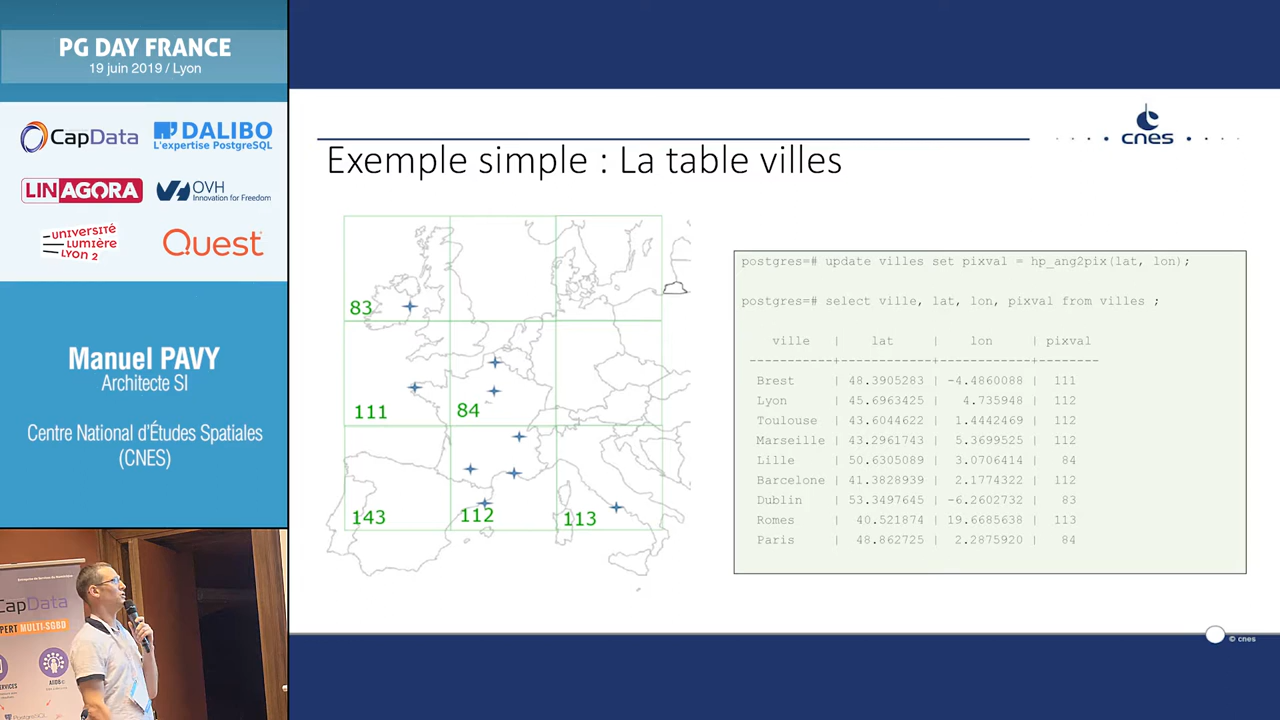 PG DAY FRANCE
19 juin 2019 / Lyon
CapData
DALIBO
L'expertise PostgreSQL
LINAGORA
OVH
Innovation for Freedom
UNIVERSITÉ
LUMIÈRE
LYON 2
Quest
Manuel PAVY
Architecte SI
Centre National d'Études Spatiales
(CNES)
CapData
PERT MULTI-SGBD
cnes
Exemple simple : La table villes
83
111
84
143
112
113
postgres=# update villes set pixval = hp_ang2pix(lat, lon);
postgres=# select ville, lat, lon, pixval from villes ;
ville | lat | lon | pixval
-----------+------------+------------+--------
Brest | 48.3905283 | -4.4860088 | 111
Lyon | 45.6963425 | 4.735948 | 112
Toulouse | 43.6044622 | 1.4442469 | 112
Marseille | 43.2961743 | 5.3699525 | 112
Lille | 50.6305089 | 3.0706414 | 84
Barcelone | 41.3828939 | 2.1774322 | 112
Dublin | 53.3497645 | -6.2602732 | 83
Romes | 40.521874 | 19.6685638 | 113
Paris | 48.862725 | 2.2875920 | 84
© cnes